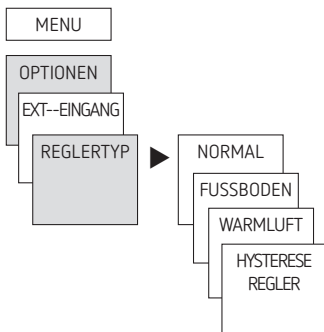 MENU
OPTIONEN
EXT--EINGANG
REGLERTYP
NORMAL
FUSSBODEN
WARMLUFT
HYSTERESE
REGLER